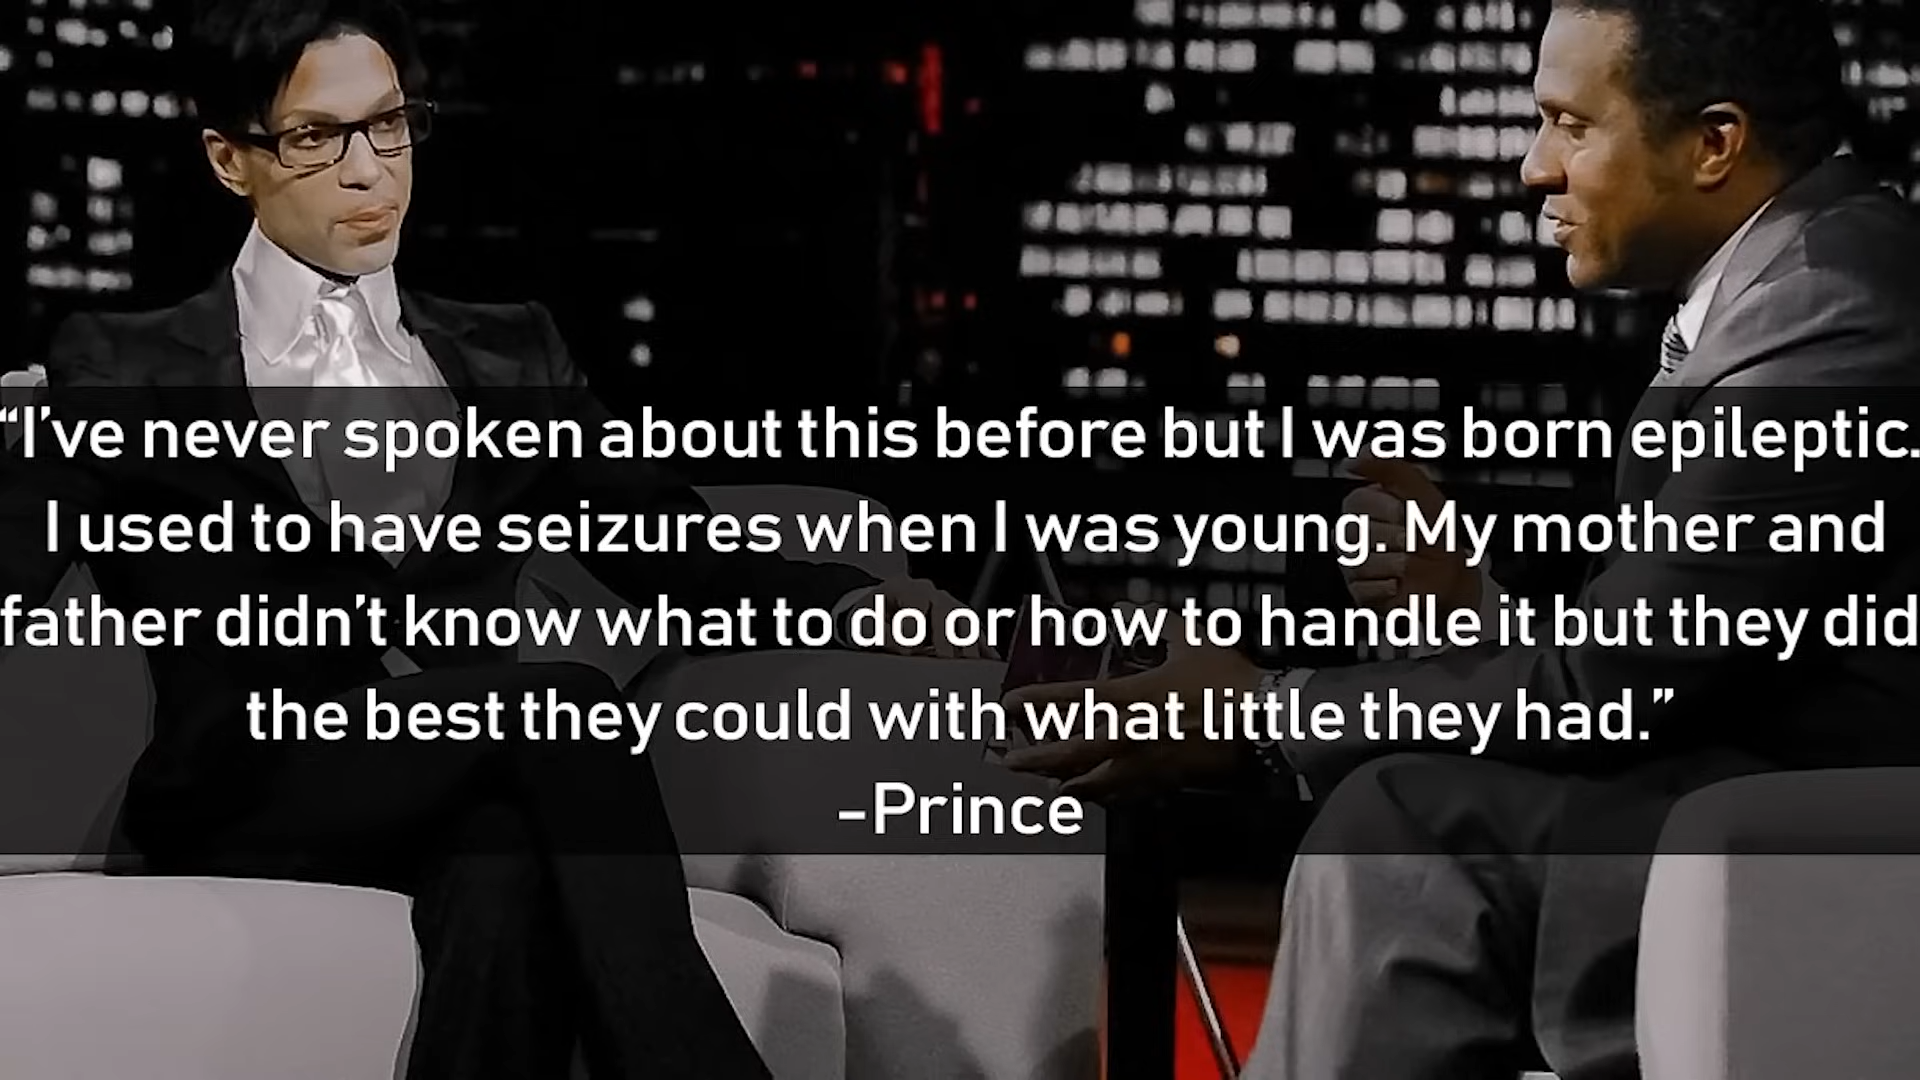 “I’ve never spoken about this before but I was born epileptic.
I used to have seizures when I was young. My mother and
father didn’t know what to do or how to handle it but they did
the best they could with what little they had.”
-Prince